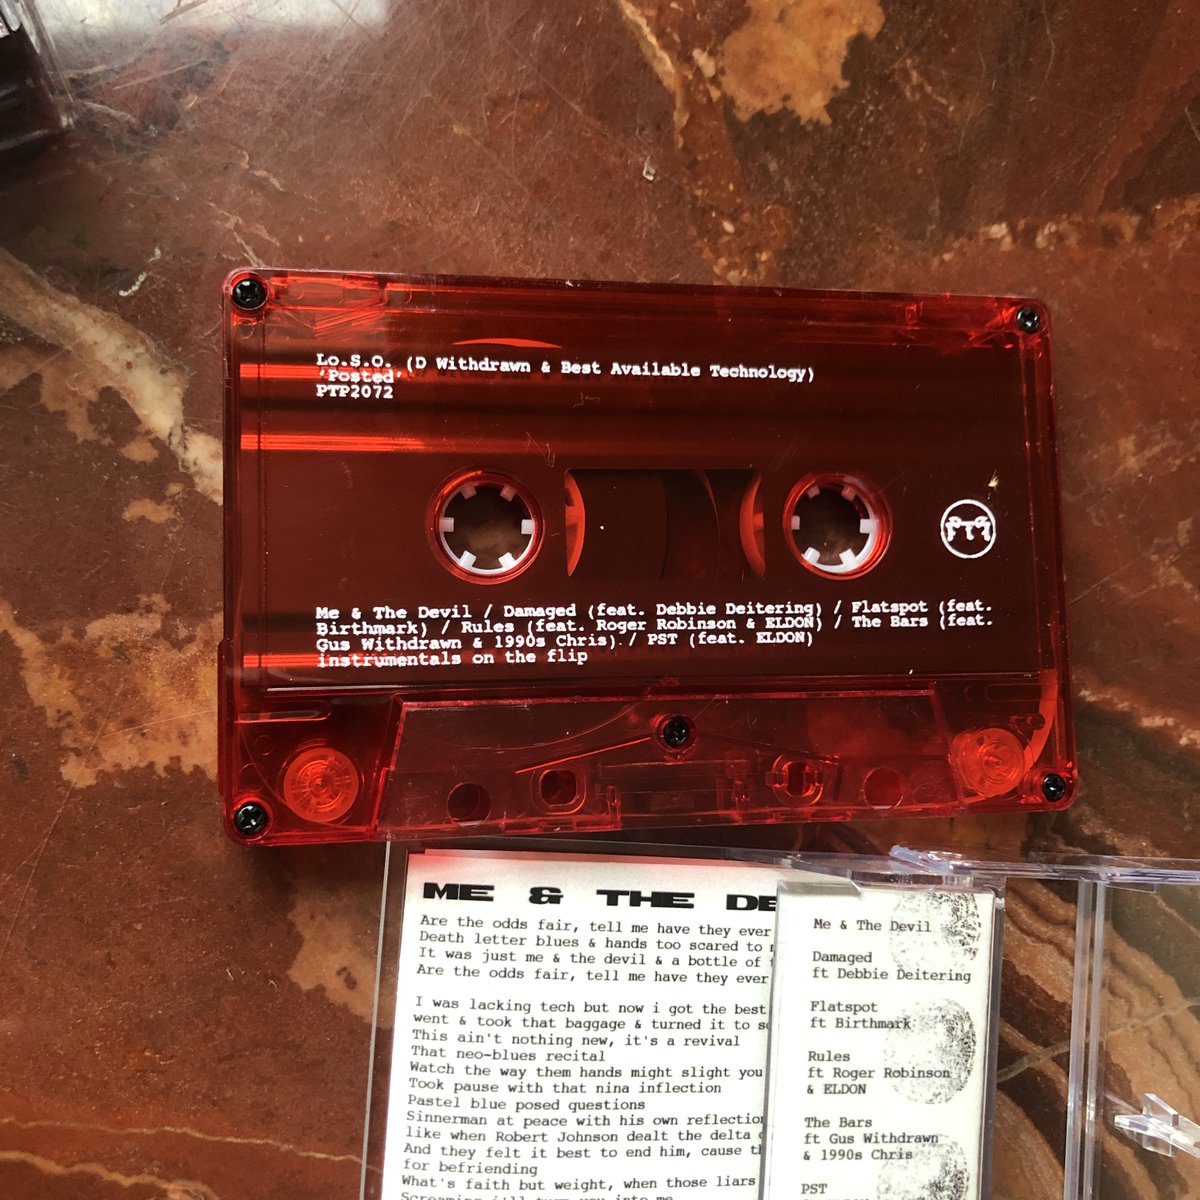 Lo.S.O. (D Withdrawn & Best Available Technology)
'Posted'
PTP2072
PTP
Me & The Devil / Damaged (feat. Debbie Deitering) / Flatspot (feat.
Birthmark) / Rules (feat. Roger Robinson & ELDON) / The Bars (feat.
Gus Withdrawn & 1990s Chris) / PST (feat. ELDON)
instrumentals on the flip
ME & THE DE
Are the odds fair, tell me have they ever
Death letter blues & hands too scared to
It was just me & the devil & a bottle of
Are the odds fair, tell me have they ever
I was lacking tech but now i got the best
went & took that baggage & turned it to
This ain't nothing new, it's a revival
That neo-blues recital
Watch the way them hands might slight you
Took pause with that nina inflection
Pastel blue posed questions
Sinnerman at peace with his own reflection
like when Robert Johnson dealt the delta
And they felt it best to end him, cause
for befriending
What's faith but weight, when those liars
Me & The Devil
Damaged
ft Debbie Deitering
Flatspot
ft Birthmark
Rules
ft Roger Robinson
& ELDON
The Bars
ft Gus Withdrawn
& 1990s Chris
PST